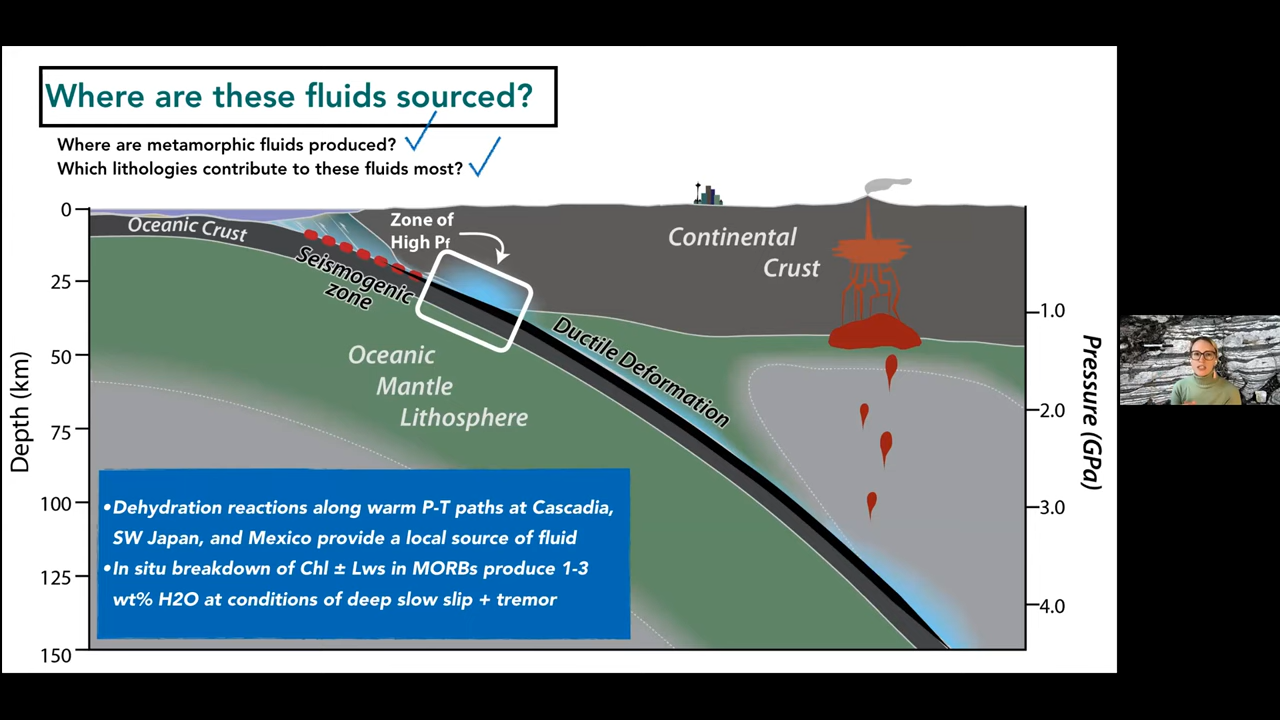 Where are these fluids sourced?
Where are metamorphic fluids produced?
Which lithologies contribute to these fluids most?
0
25
50
75
100
125
150
Depth (km)
Oceanic Crust
Zone of
High Pf
Seismogenic
zone
Continental
Crust
Oceanic
Mantle
Lithosphere
Ductile Deformation
1.0
2.0
3.0
4.0
Pressure (GPa)
•Dehydration reactions along warm P-T paths at Cascadia,
SW Japan, and Mexico provide a local source of fluid
•In situ breakdown of Chl ± Lws in MORBs produce 1-3
wt% H2O at conditions of deep slow slip + tremor